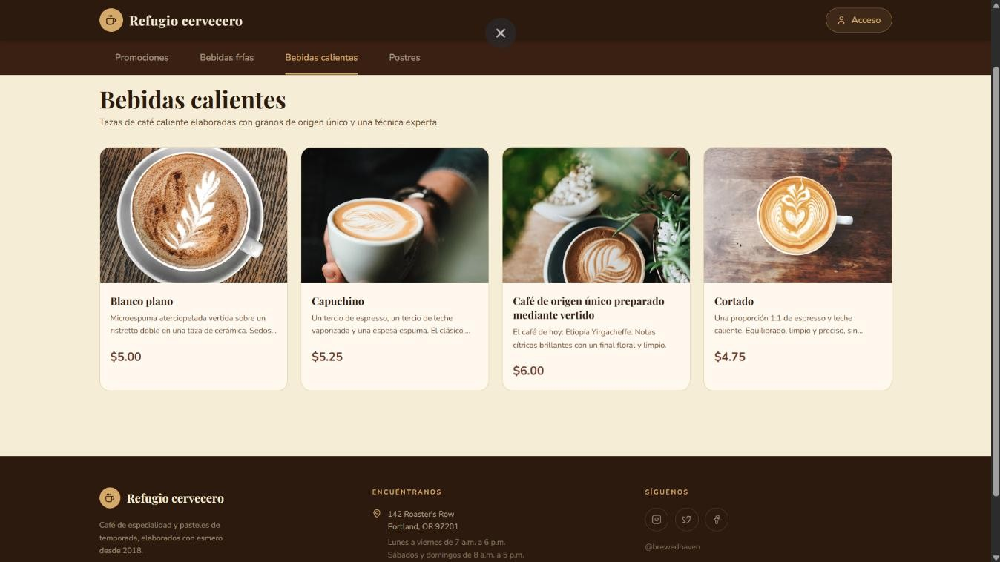 Refugio cervecero
Acceso
Promociones
Bebidas frías
Bebidas calientes
Postres
Bebidas calientes
Tazas de café caliente elaboradas con granos de origen único y una técnica experta.
Blanco plano
Microespuma aterciopelada vertida sobre un
ristretto doble en una taza de cerámica. Sedos...
$5.00
Capuchino
Un tercio de espresso, un tercio de leche
vaporizada y una espesa espuma. El clásico,...
$5.25
Café de origen único preparado
mediante vertido
El café de hoy: Etiopía Yirgacheffe. Notas
cítricas brillantes con un final floral y limpio.
$6.00
Cortado
Una proporción 1:1 de espresso y leche
caliente. Equilibrado, limpio y preciso, sin...
$4.75
Refugio cervecero
Café de especialidad y pasteles de
temporada, elaborados con esmero
desde 2018.
ENCUÉNTRANOS
142 Roaster's Row
Portland, OR 97201
Lunes a viernes de 7 a.m. a 6 p.m.
Sábados y domingos de 8 a.m. a 5 p.m.
SÍGUENOS
@brewedhaven